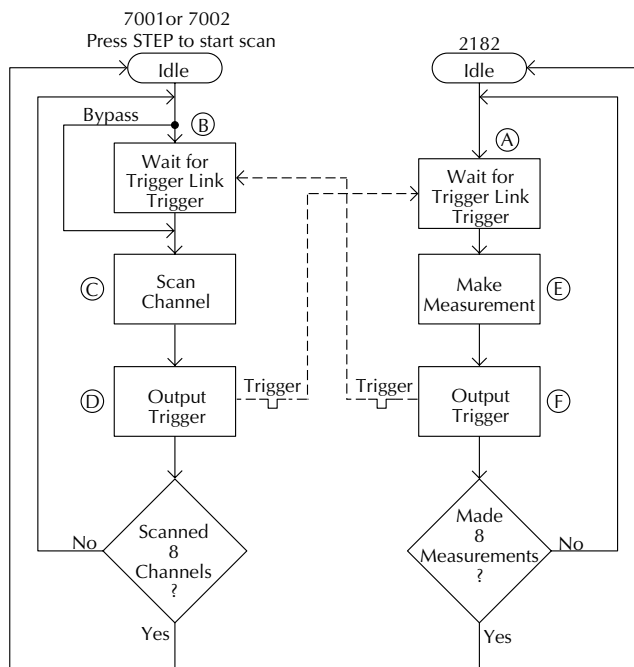 7001or 7002
Press STEP to start scan
Idle
Bypass
B
Wait for
Trigger Link
Trigger
C
Scan
Channel
D
Output
Trigger
Trigger
Scanned
8
Channels
?
No
Yes
2182
Idle
A
Wait for
Trigger Link
Trigger
Make
Measurement
E
Trigger
Output
Trigger
F
Made
8
Measurements
?
No
Yes